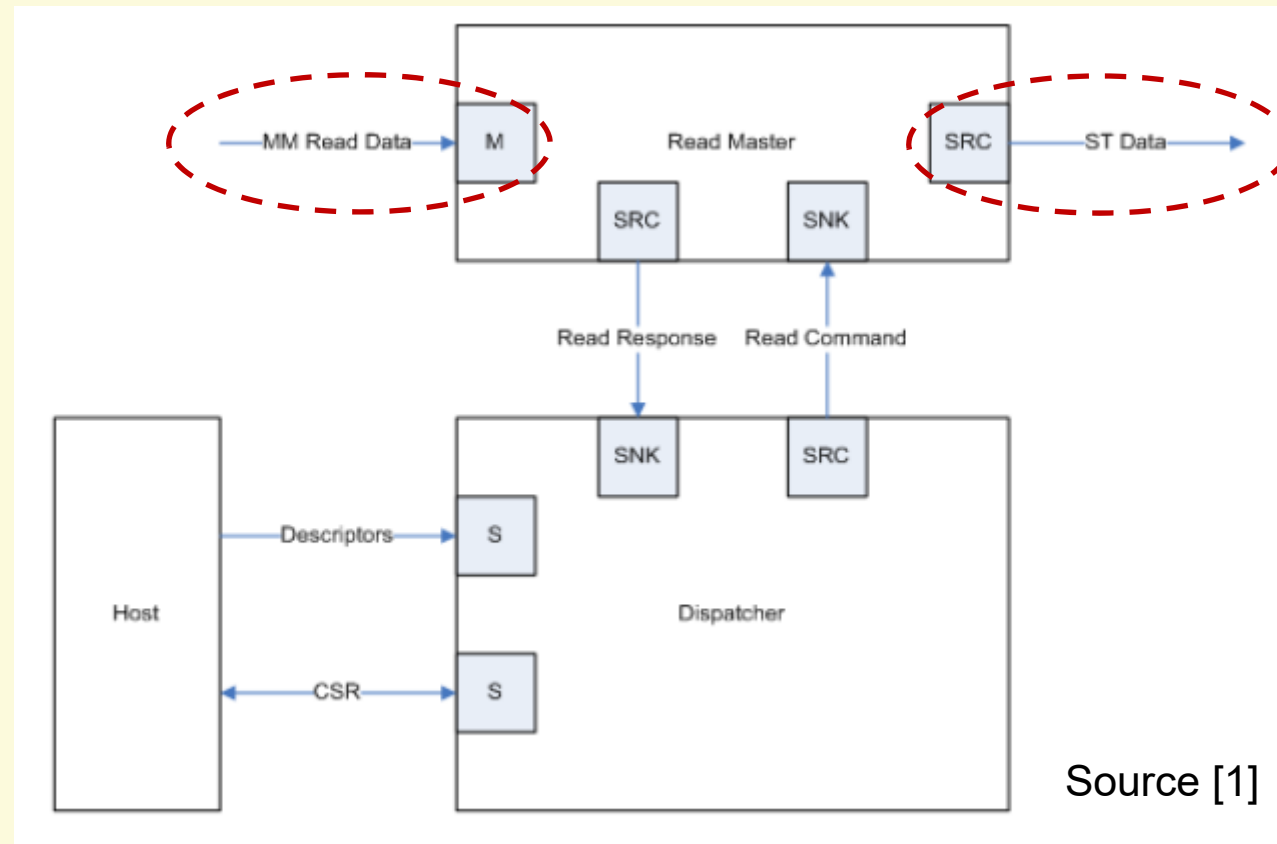 MM Read Data
M
Read Master
SRC
ST Data
SRC
SNK
Read Response
Read Command
SNK
SRC
Descriptors
S
Host
Dispatcher
CSR
S
Source [1]